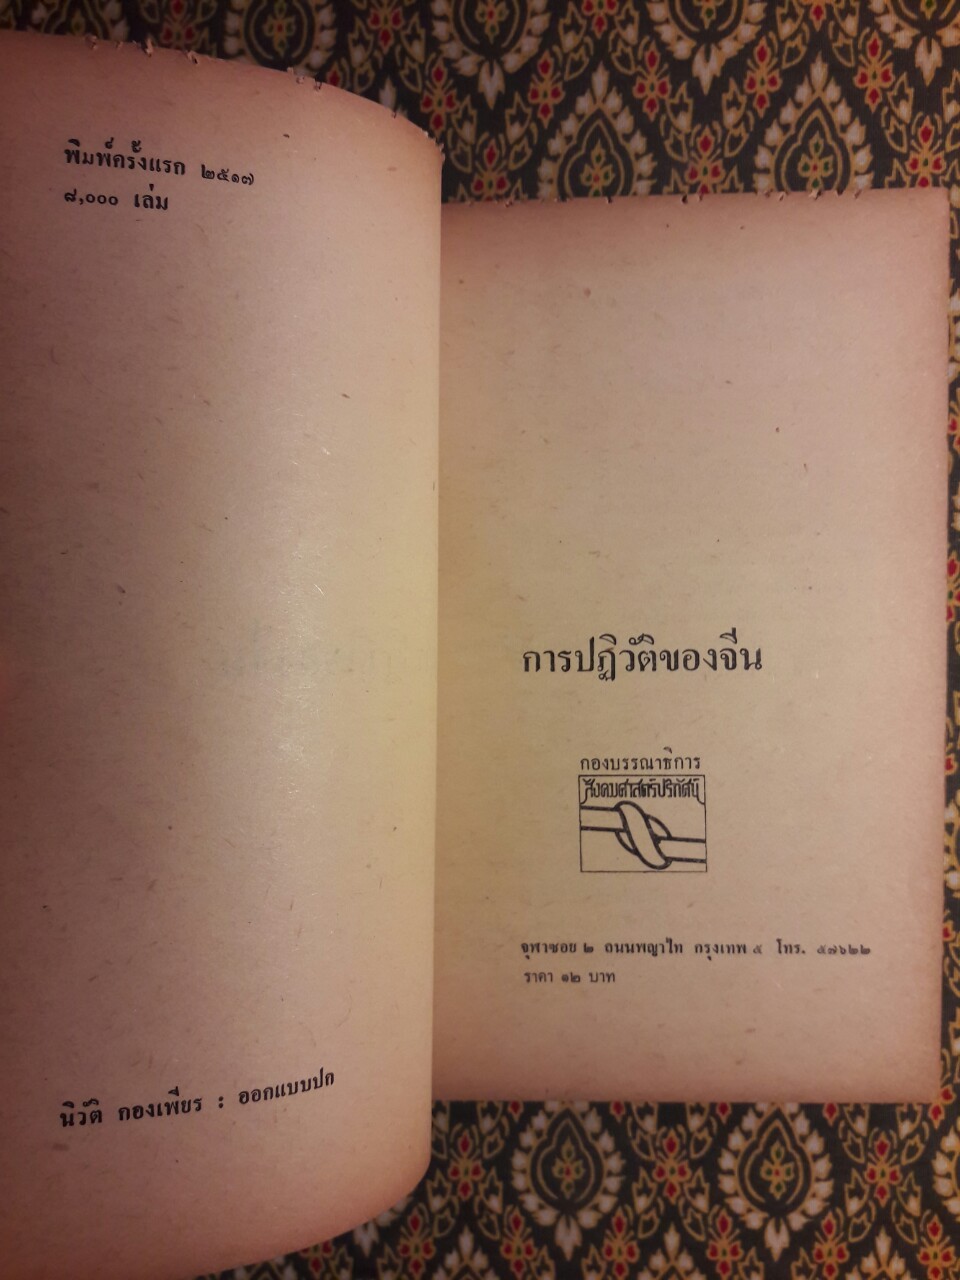 พิมพ์ครั้งแรก ๒๕๑๗
๘,๐๐๐ เล่ม
นิวัติ กองเพียร : ออกแบบปก
การปฏิวัติของจีน
กองบรรณาธิการ
สังคมศาสตร์ปริทัศน์
จุฬาซอย ๒ ถนนพญาไท กรุงเทพ ๕ โทร. ๕๗๖๒๒
ราคา ๑๒ บาท